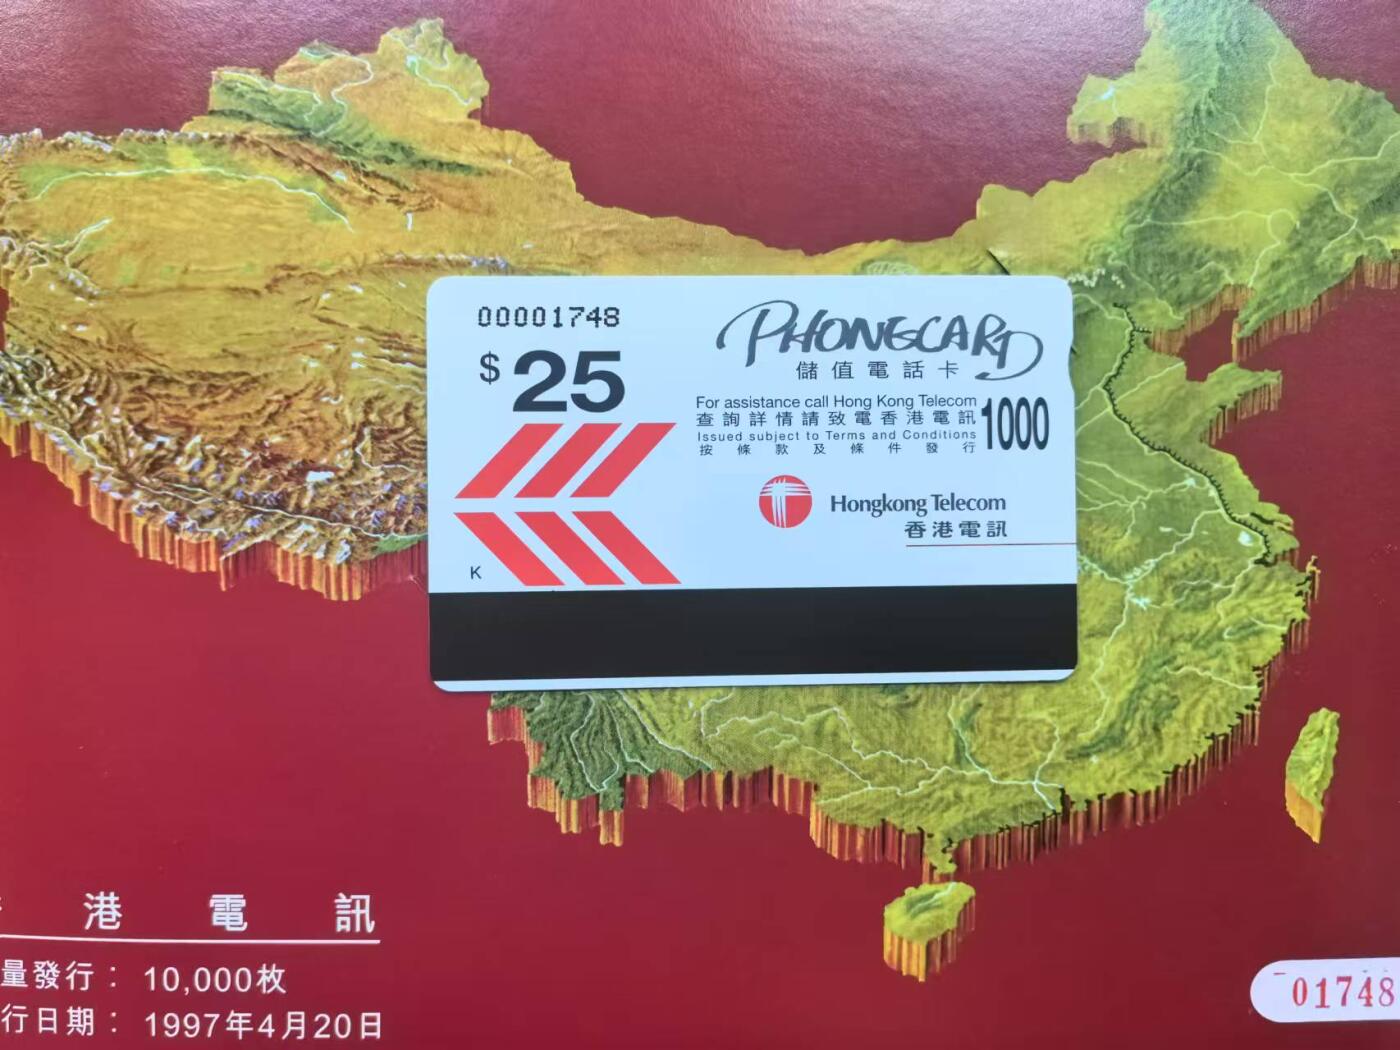 00001748
$ 25
PHONECARD
儲值電話卡
For assistance call Hong Kong Telecom
查詢詳情請致電香港電訊
1000
Issued subject to Terms and Conditions
按條款及條件發行
Hongkong Telecom
香港電訊
K
港電訊
量發行：10,000枚
行日期：1997年4月20日
01748